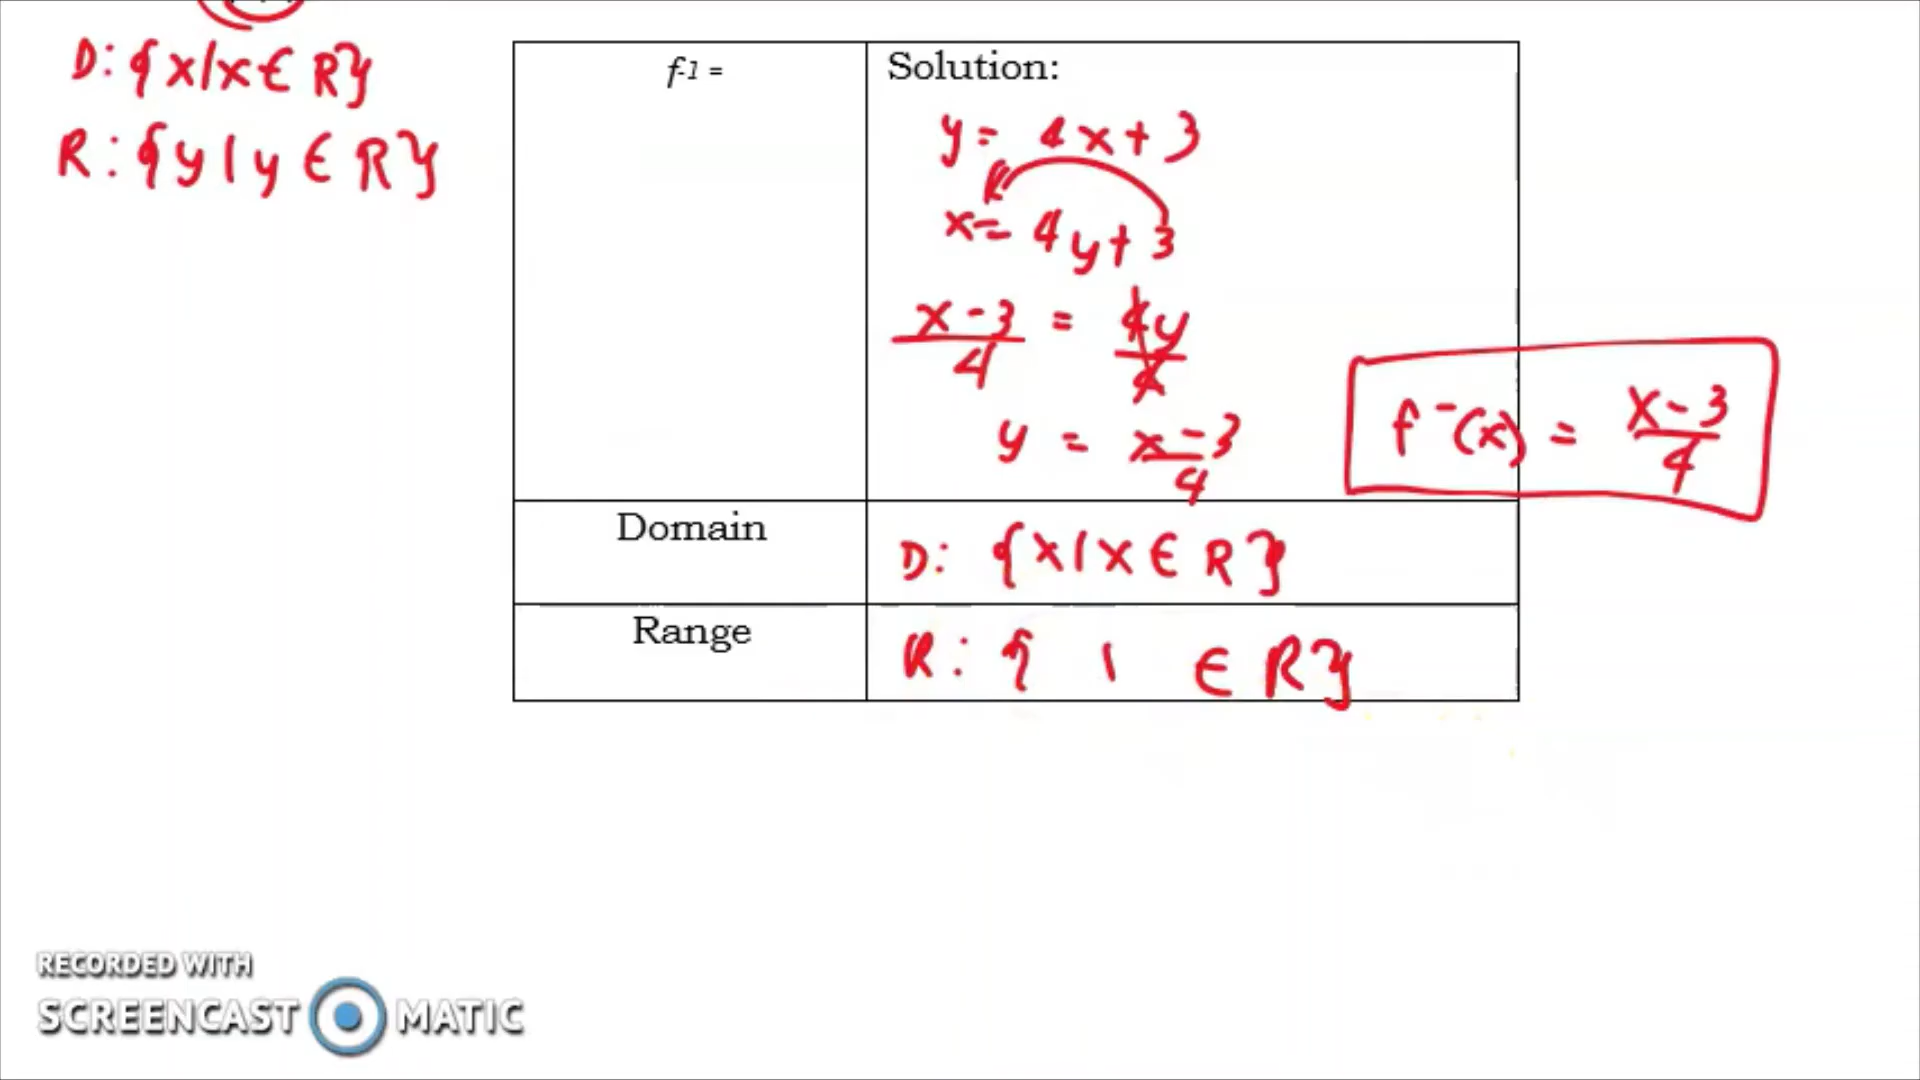 D: {x|x ∈ R}
R: {y|y ∈ R}
f-1 =
Solution:
y = 4x + 3
x = 4y + 3
x - 3 / 4 = 4y / 4
y = x - 3 / 4
f⁻(x) = x - 3 / 4
Domain
D: {x|x ∈ R}
Range
R: { | ∈ R}
RECORDED WITH
SCREENCAST MATIC